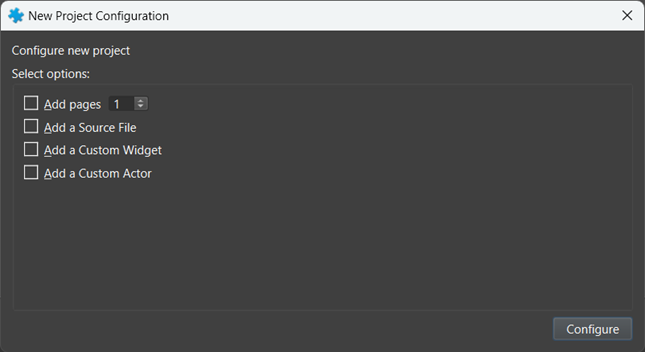 New Project Configuration
Configure new project
Select options:
Add pages 1
Add a Source File
Add a Custom Widget
Add a Custom Actor
Configure